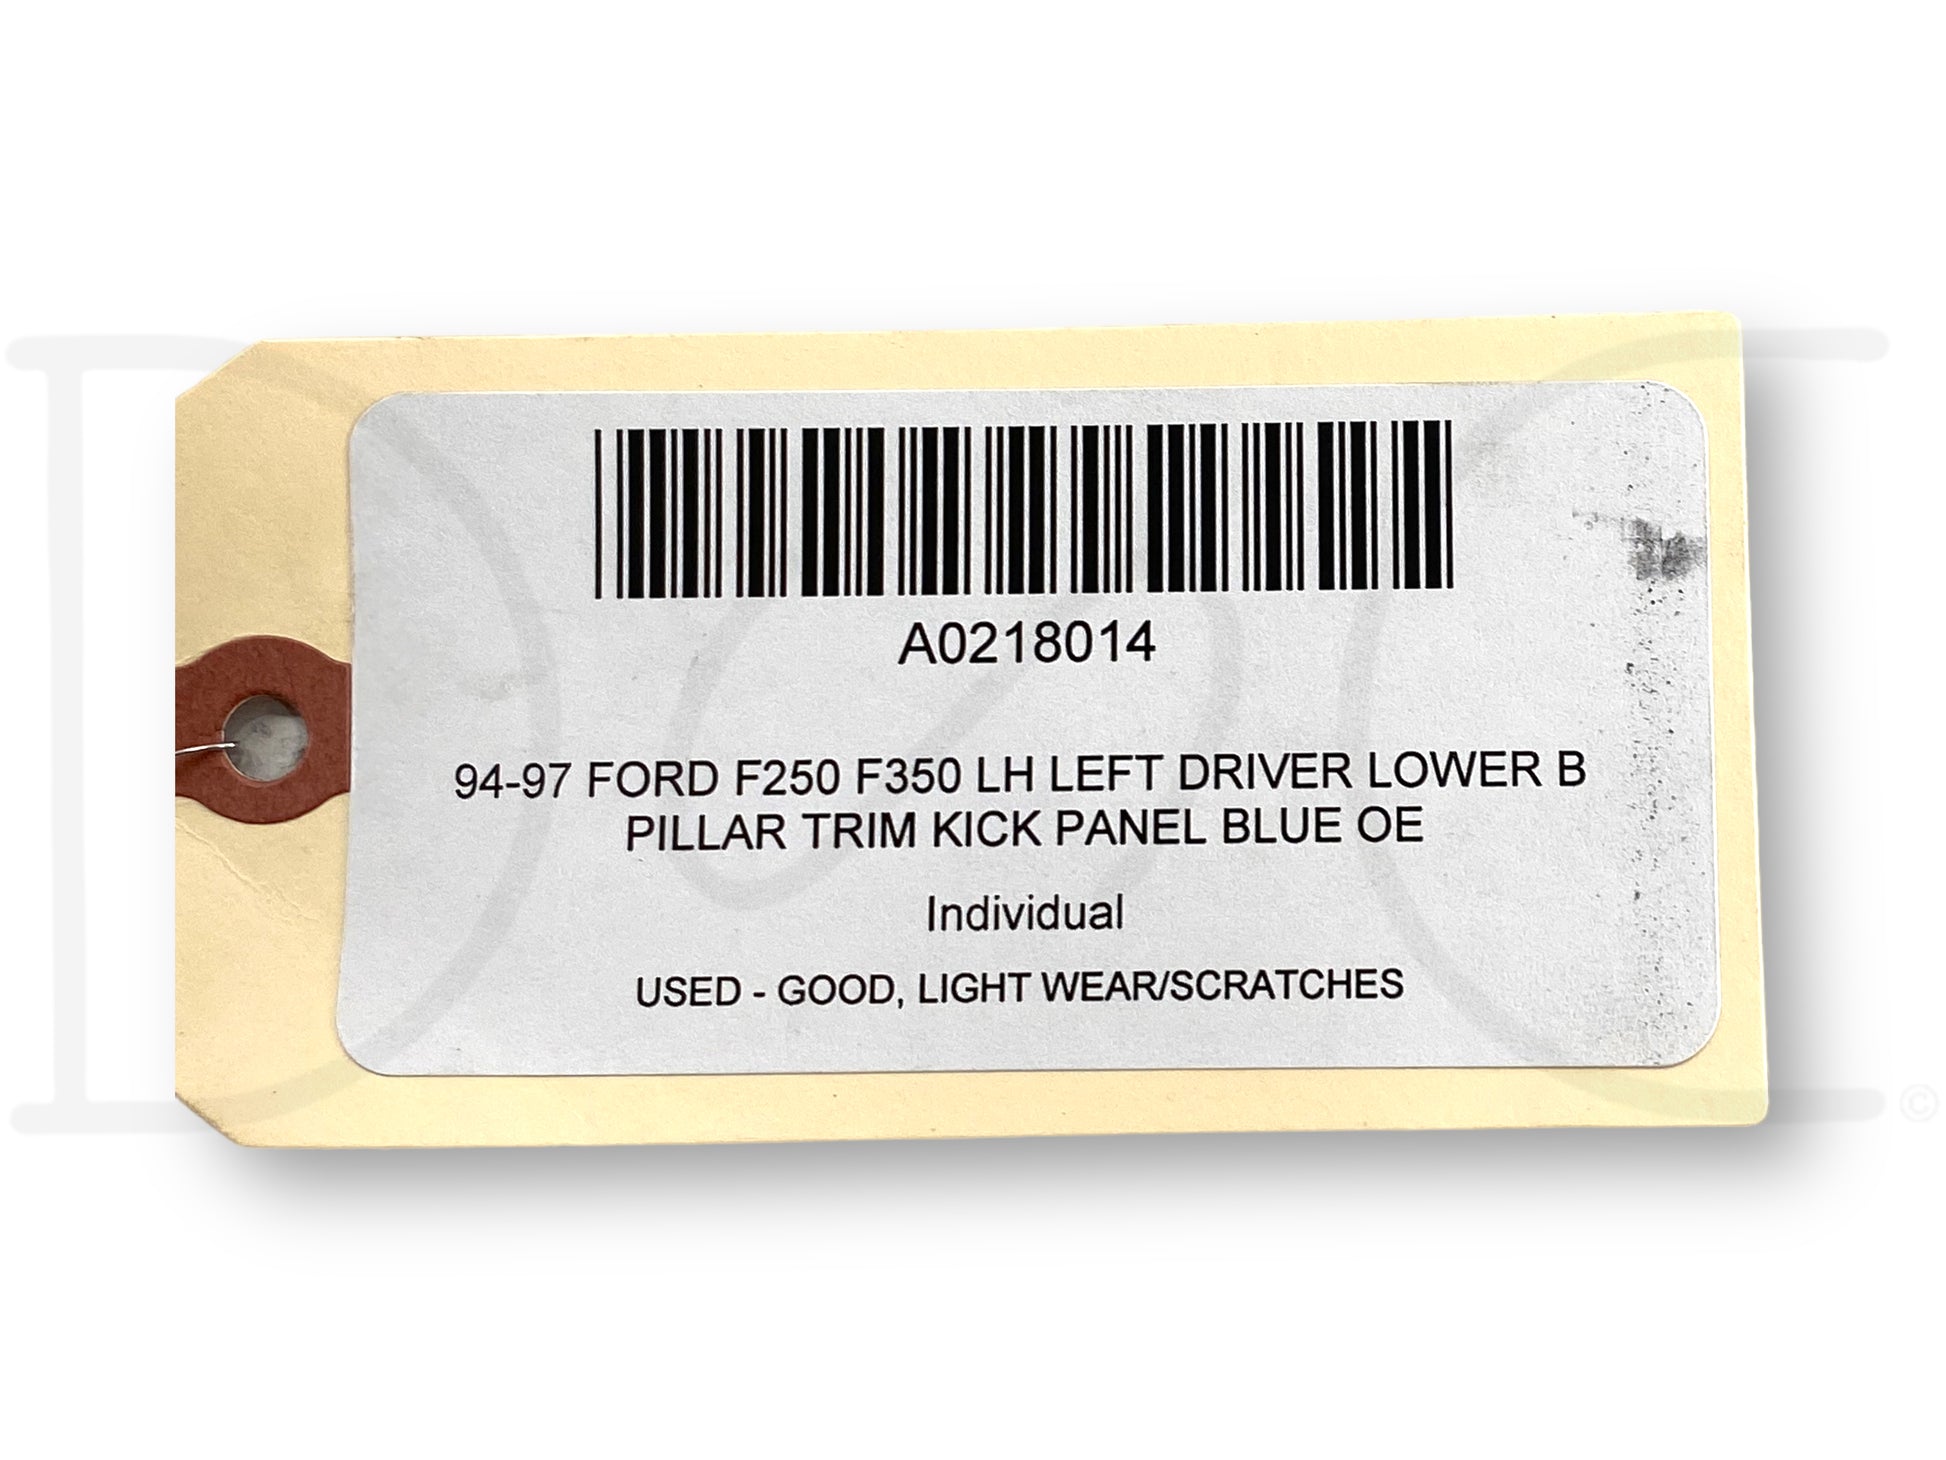 A0218014
94-97 FORD F250 F350 LH LEFT DRIVER LOWER B
PILLAR TRIM KICK PANEL BLUE OE
Individual
USED - GOOD, LIGHT WEAR/SCRATCHES
©